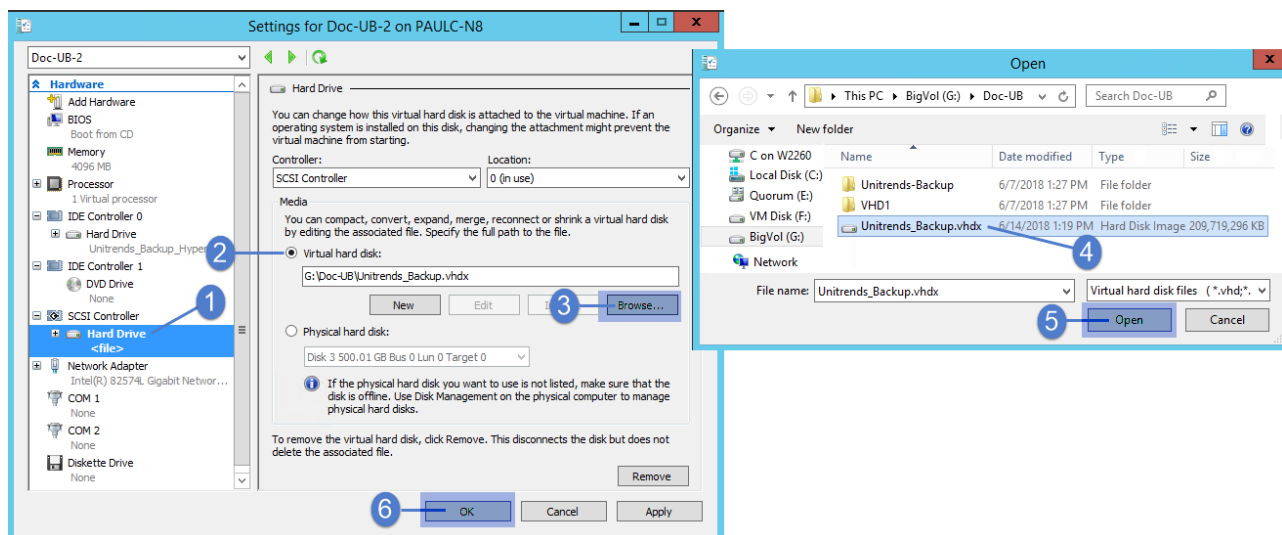 Settings for Doc-UB-2 on PAULC-N8
Doc-UB-2
Hardware
Add Hardware
BIOS
Boot from CD
Memory
4096 MB
Processor
1 Virtual processor
IDE Controller 0
Hard Drive
Unitrends_Backup_Hyper
IDE Controller 1
DVD Drive
None
SCSI Controller
Hard Drive
<file>
Network Adapter
Intel(R) 82574L Gigabit Networ...
COM 1
None
COM 2
None
Diskette Drive
None
1
Hard Drive
You can change how this virtual hard disk is attached to the virtual machine. If an
operating system is installed on this disk, changing the attachment might prevent the
virtual machine from starting.
Controller: Location:
SCSI Controller 0 (in use)
Media
You can compact, convert, expand, merge, reconnect or shrink a virtual hard disk
by editing the associated file. Specify the full path to the file.
2 Virtual hard disk:
G:\Doc-UB\Unitrends_Backup.vhdx
New Edit 3 Browse...
Physical hard disk:
Disk 3 500.01 GB Bus 0 Lun 0 Target 0
If the physical hard disk you want to use is not listed, make sure that the
disk is offline. Use Disk Management on the physical computer to manage
physical hard disks.
To remove the virtual hard disk, click Remove. This disconnects the disk but does not
delete the associated file.
Remove
6 OK Cancel Apply
Open
This PC BigVol (G:) Doc-UB Search Doc-UB
Organize New folder
C on W2260
Local Disk (C:)
Quorum (E:)
VM Disk (F:)
BigVol (G:)
Network
Name Date modified Type Size
Unitrends-Backup 6/7/2018 1:27 PM File folder
VHD1 6/7/2018 1:27 PM File folder
Unitrends_Backup.vhdx 6/14/2018 1:19 PM Hard Disk Image 209,719,296 KB
4
File name: Unitrends_Backup.vhdx Virtual hard disk files (*.vhd;*.
5 Open Cancel